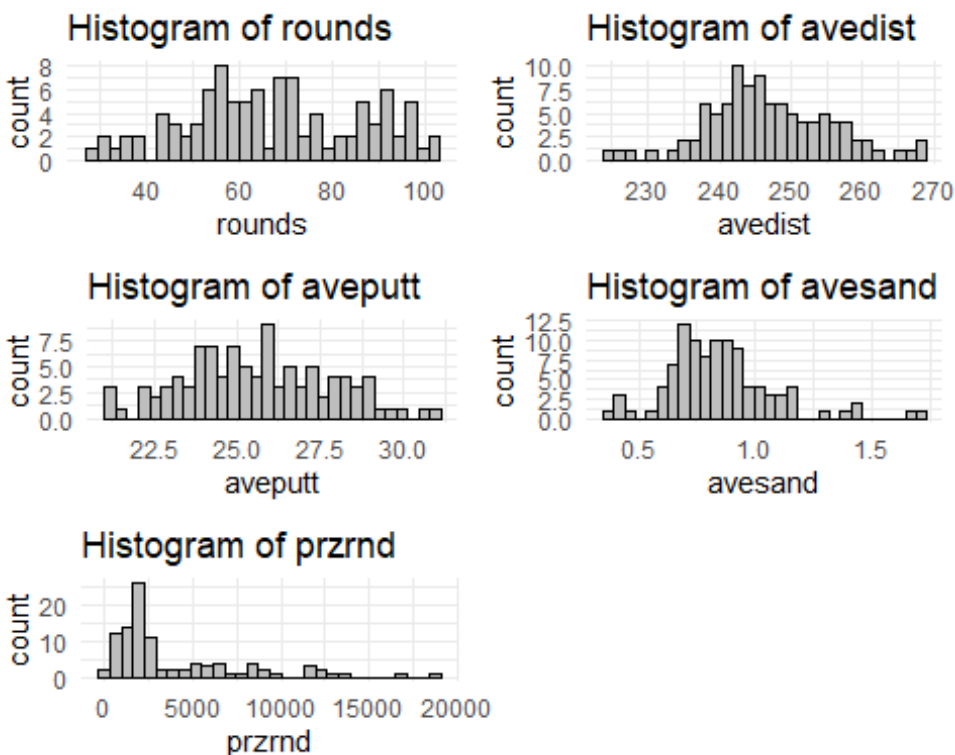 Histogram of rounds
count
8
6
4
2
0
40 60 80 100
rounds
Histogram of avedist
count
10.0
7.5
5.0
2.5
0.0
230 240 250 260 270
avedist
Histogram of aveputt
count
7.5
5.0
2.5
0.0
22.5 25.0 27.5 30.0
aveputt
Histogram of avesand
count
12.5
10.0
7.5
5.0
2.5
0.0
0.5 1.0 1.5
avesand
Histogram of przrnd
count
20
10
0
0 5000 10000 15000 20000
przrnd